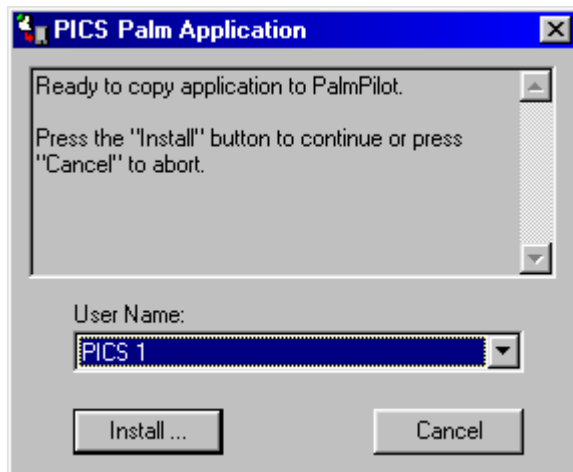 PICS Palm Application
Ready to copy application to PalmPilot.
Press the "Install" button to continue or press
"Cancel" to abort.
User Name:
PICS 1
Install ...
Cancel